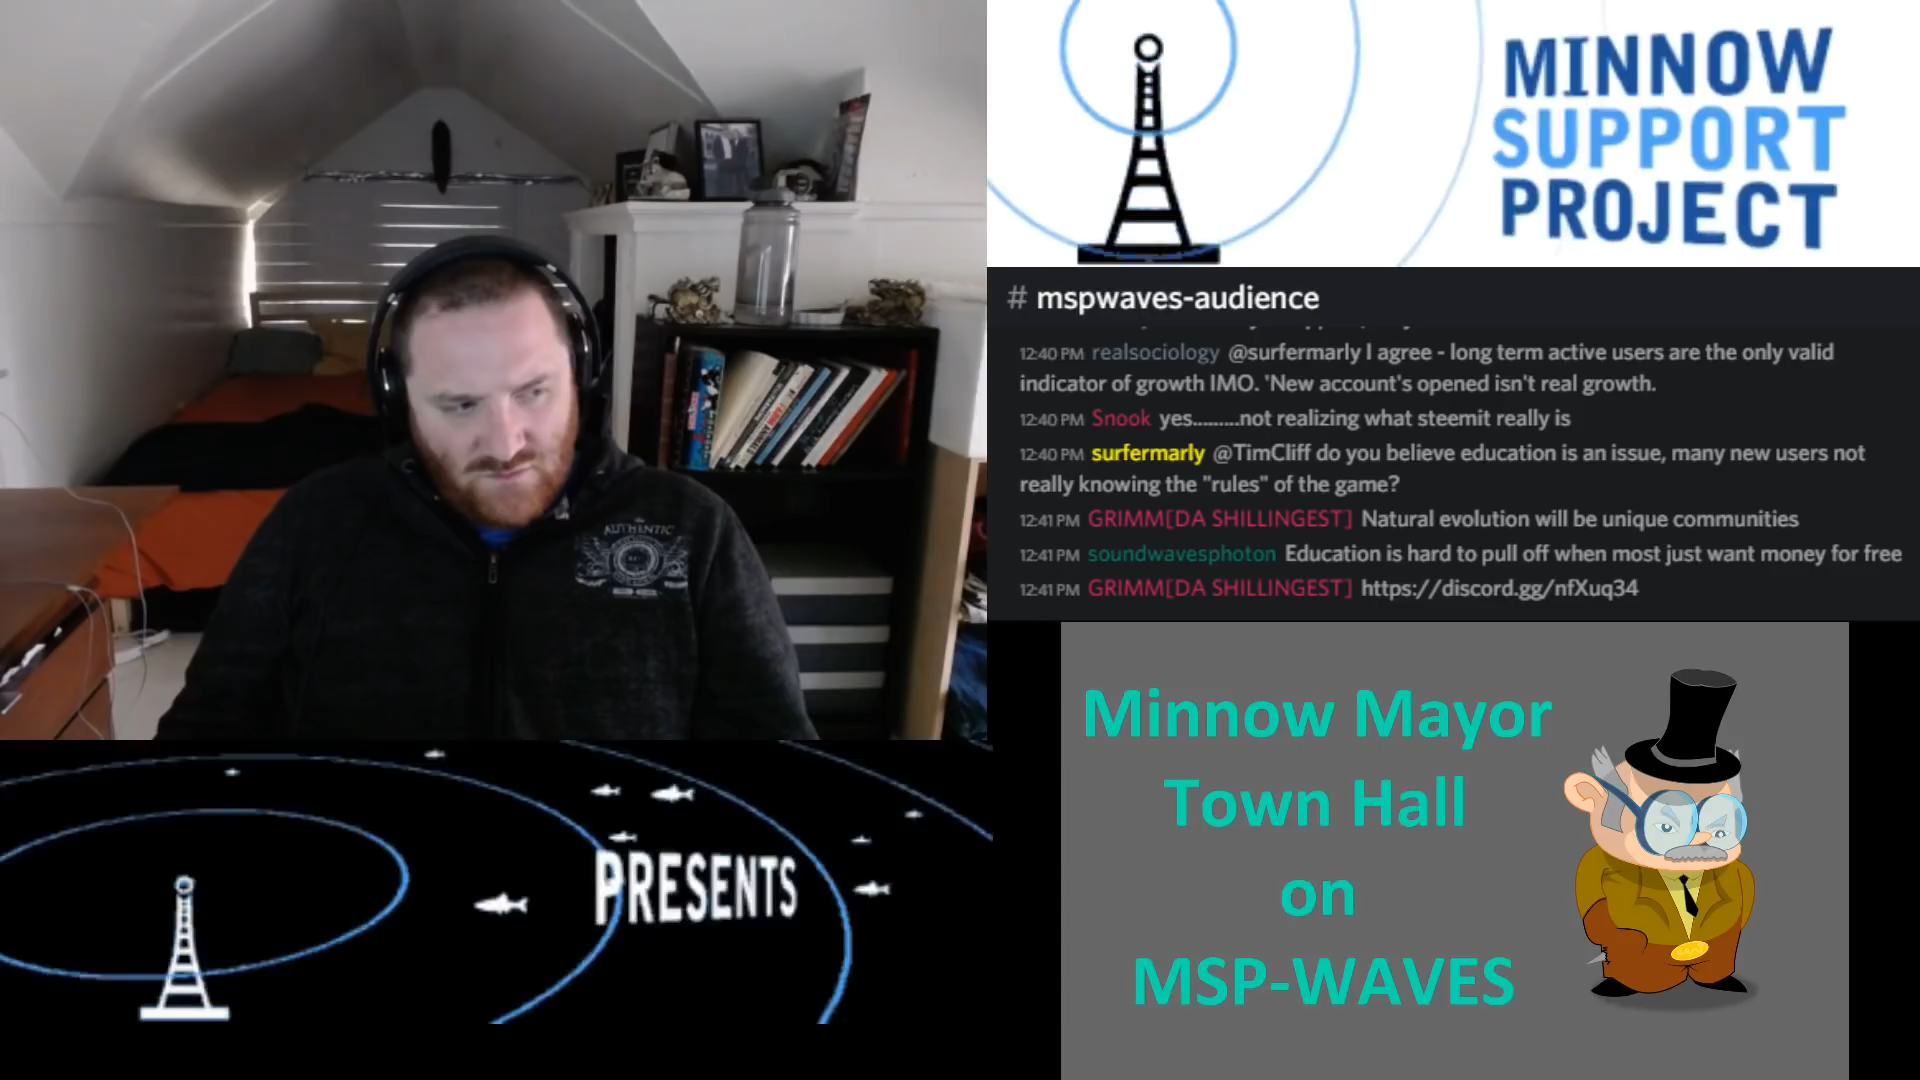 MINNOW
SUPPORT
PROJECT
# mspwaves-audience
12:40 PM realsociology @surfermarly I agree - long term active users are the only valid
indicator of growth IMO. 'New account's opened isn't real growth.
12:40 PM Snook yes.........not realizing what steemit really is
12:40 PM surfermarly @TimCliff do you believe education is an issue, many new users not
really knowing the "rules" of the game?
12:41 PM GRIMM[DA SHILLINGEST] Natural evolution will be unique communities
12:41 PM soundwavesphoton Education is hard to pull off when most just want money for free
12:41 PM GRIMM[DA SHILLINGEST] https://discord.gg/nfXuq34
AUTHENTIC
PRESENTS
Minnow Mayor
Town Hall
on
MSP-WAVES